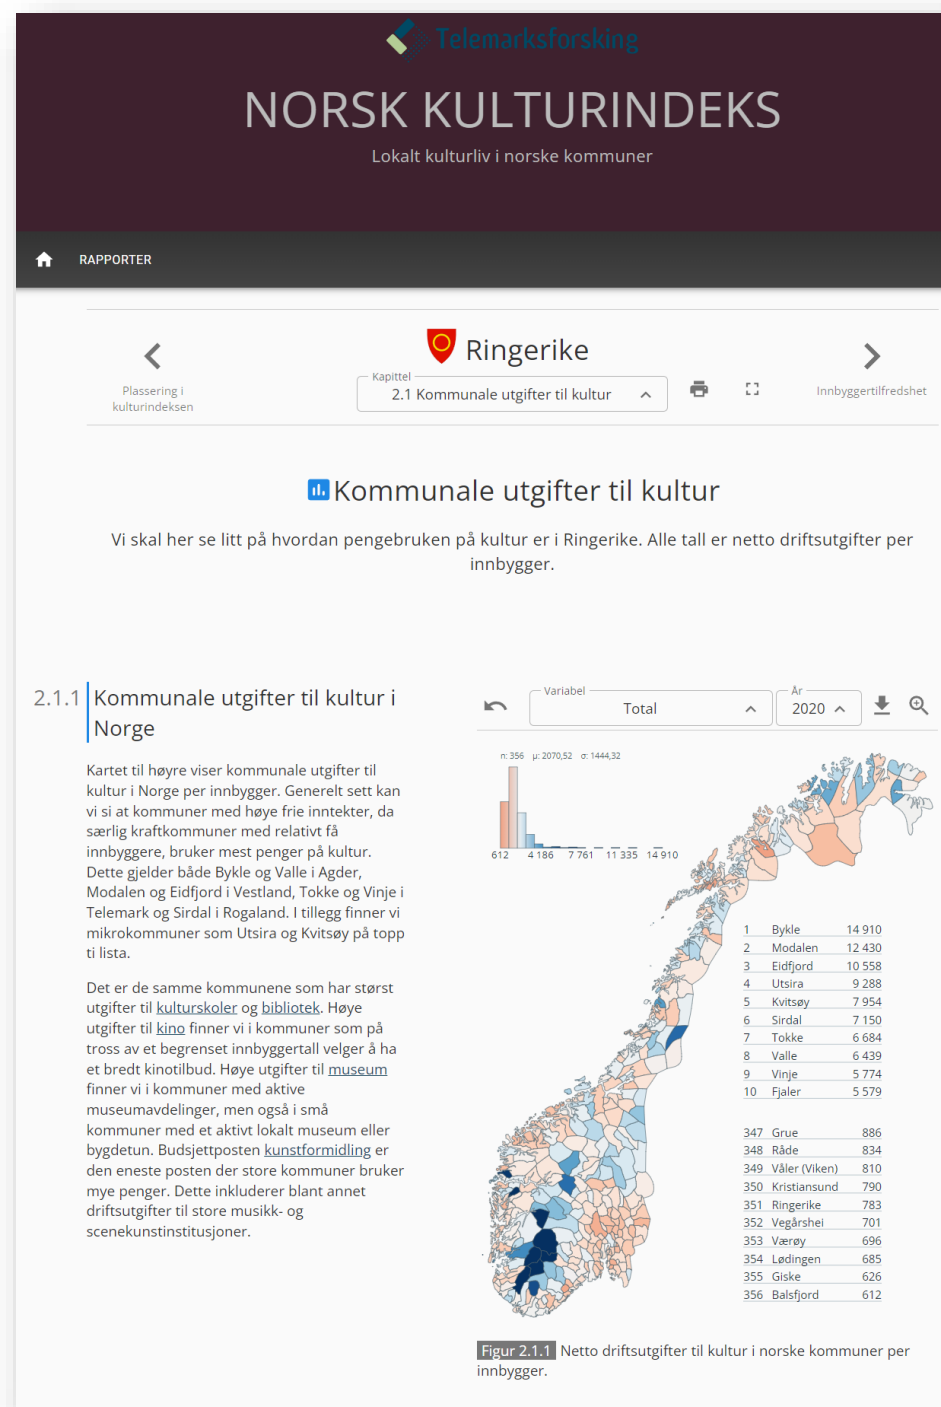 Telemarksforsking
NORSK KULTURINDEKS
Lokalt kulturliv i norske kommuner
RAPPORTER
Plassering i
kulturindeksen
Ringerike
Kapittel
2.1 Kommunale utgifter til kultur
Innbyggertilfredshet
Kommunale utgifter til kultur
Vi skal her se litt på hvordan pengebruken på kultur er i Ringerike. Alle tall er netto driftsutgifter per
innbygger.
2.1.1 Kommunale utgifter til kultur i
Norge
Kartet til høyre viser kommunale utgifter til
kultur i Norge per innbygger. Generelt sett kan
vi si at kommuner med høye frie inntekter, da
særlig kraftkommuner med relativt få
innbyggere, bruker mest penger på kultur.
Dette gjelder både Bykle og Valle i Agder,
Modalen og Eidfjord i Vestland, Tokke og Vinje i
Telemark og Sirdal i Rogaland. I tillegg finner vi
mikrokommuner som Utsira og Kvitsøy på topp
ti lista.
Det er de samme kommunene som har størst
utgifter til kulturskoler og bibliotek. Høye
utgifter til kino finner vi i kommuner som på
tross av et begrenset innbyggertall velger å ha
et bredt kinotilbud. Høye utgifter til museum
finner vi i kommuner med aktive
museumavdelinger, men også i små
kommuner med et aktivt lokalt museum eller
bygdetun. Budsjettposten kunstformidling er
den eneste posten der store kommuner bruker
mye penger. Dette inkluderer blant annet
driftsutgifter til store musikk- og
scenekunstinstitusjoner.
Variabel
Total
År
2020
n: 356 μ: 2070,52 σ: 1444,32
612 4 186 7 761 11 335 14 910
1 Bykle 14 910
2 Modalen 12 430
3 Eidfjord 10 558
4 Utsira 9 288
5 Kvitsøy 7 954
6 Sirdal 7 150
7 Tokke 6 684
8 Valle 6 439
9 Vinje 5 774
10 Fjaler 5 579
347 Grue 886
348 Råde 834
349 Våler (Viken) 810
350 Kristiansund 790
351 Ringerike 783
352 Vegårshei 701
353 Værøy 696
354 Lødingen 685
355 Giske 626
356 Balsfjord 612
Figur 2.1.1 Netto driftsutgifter til kultur i norske kommuner per
innbygger.